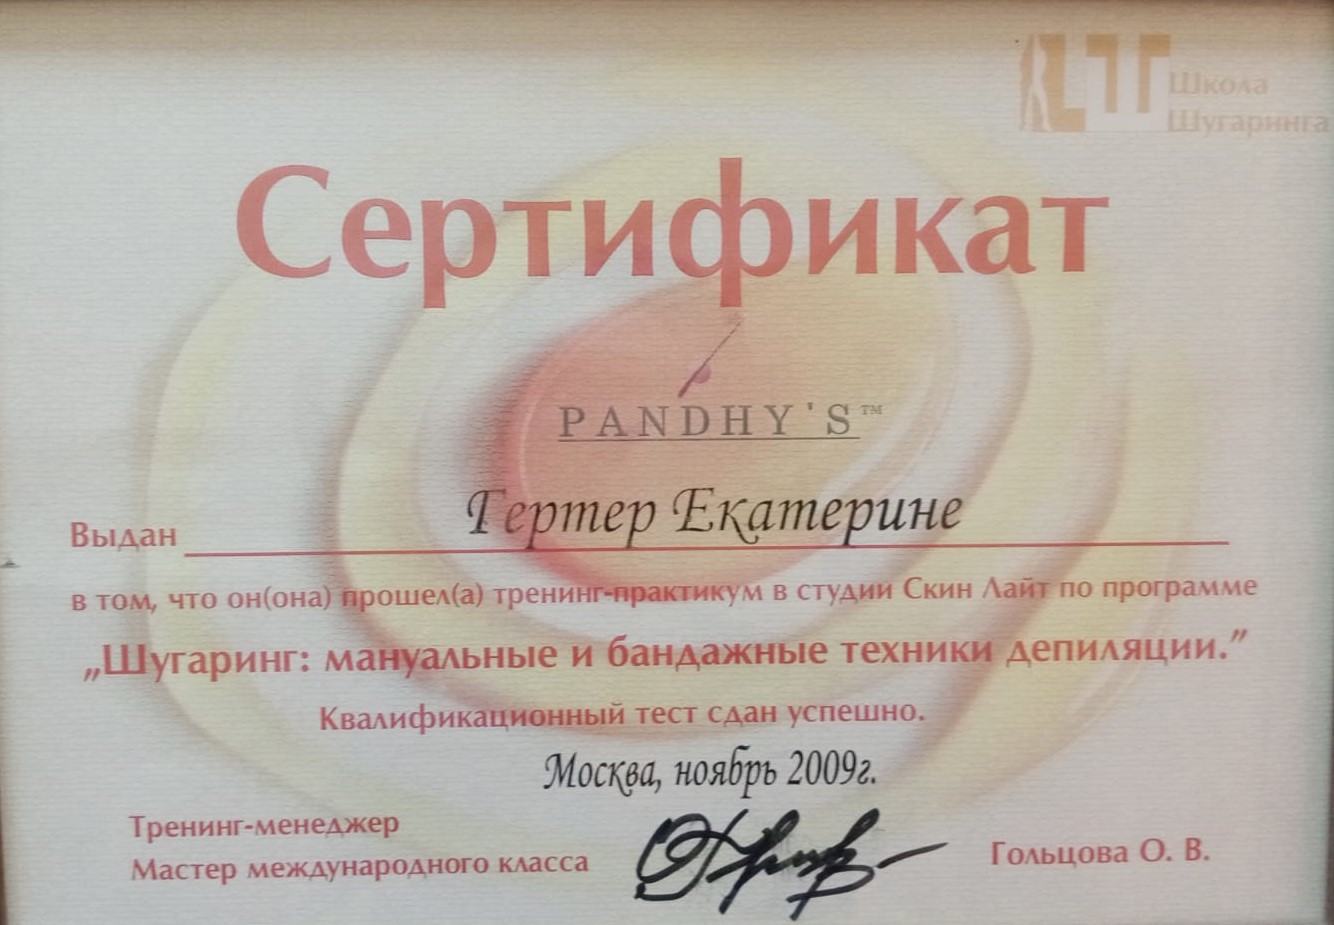 Школа
Шугаринга
Сертификат
PANDHY'S™
Выдан Гертер Екатерине
в том, что он(она) прошел(а) тренинг-практикум в студии Скин Лайт по программе
„Шугаринг: мануальные и бандажные техники депиляции.”
Квалификационный тест сдан успешно.
Москва, ноябрь 2009г.
Тренинг-менеджер
Мастер международного класса
Гольцова О. В.